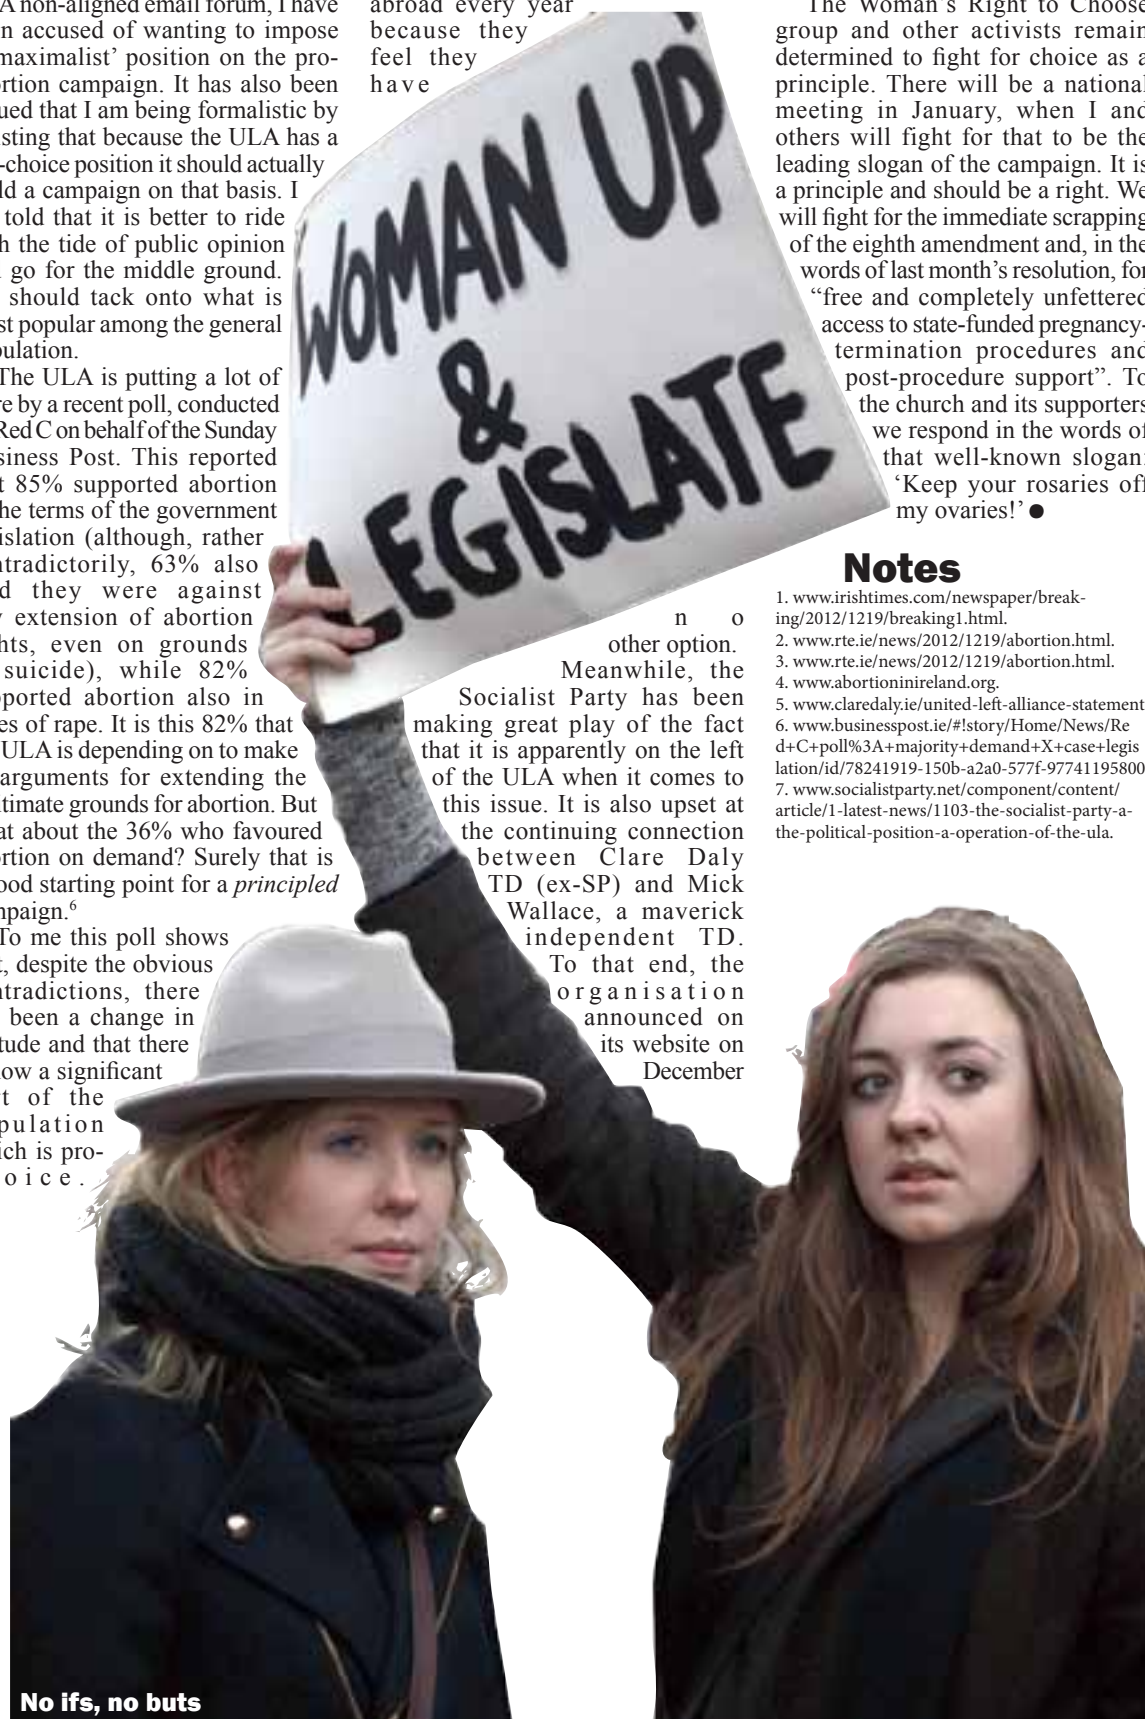 A non-aligned email forum, I have
n accused of wanting to impose
maximalist’ position on the pro-
rtion campaign. It has also been
ued that I am being formalistic by
sting that because the ULA has a
-choice position it should actually
ld a campaign on that basis. I
told that it is better to ride
h the tide of public opinion
go for the middle ground.
should tack onto what is
st popular among the general
ulation.
The ULA is putting a lot of
re by a recent poll, conducted
Red C on behalf of the Sunday
siness Post. This reported
t 85% supported abortion
he terms of the government
islation (although, rather
ntradictorily, 63% also
d they were against
y extension of abortion
hts, even on grounds
suicide), while 82%
pported abortion also in
es of rape. It is this 82% that
ULA is depending on to make
arguments for extending the
itimate grounds for abortion. But
at about the 36% who favoured
rtion on demand? Surely that is
ood starting point for a principled
mpaign.6
To me this poll shows
t, despite the obvious
ntradictions, there
been a change in
tude and that there
now a significant
t of the
pulation
ich is pro-
oice.
abroad every year
because they
feel they
have
WOMAN UP
&
LEGISLATE
no
other option.
Meanwhile, the
Socialist Party has been
making great play of the fact
that it is apparently on the left
of the ULA when it comes to
this issue. It is also upset at
the continuing connection
between Clare Daly
TD (ex-SP) and Mick
Wallace, a maverick
independent TD.
To that end, the
organisation
announced on
its website on
December
The Woman’s Right to Choose
group and other activists remain
determined to fight for choice as a
principle. There will be a national
meeting in January, when I and
others will fight for that to be the
leading slogan of the campaign. It is
a principle and should be a right. We
will fight for the immediate scrapping
of the eighth amendment and, in the
words of last month’s resolution, for
“free and completely unfettered
access to state-funded pregnancy-
termination procedures and
post-procedure support”. To
the church and its supporters
we respond in the words of
that well-known slogan:
‘Keep your rosaries off
my ovaries!’ ●
Notes
1. www.irishtimes.com/newspaper/break-
ing/2012/1219/breaking1.html.
2. www.rte.ie/news/2012/1219/abortion.html.
3. www.rte.ie/news/2012/1219/abortion.html.
4. www.abortioninireland.org.
5. www.claredaly.ie/united-left-alliance-statement
6. www.businesspost.ie/#!story/Home/News/Re
d+C+poll%3A+majority+demand+X+case+legis
lation/id/78241919-150b-a2a0-577f-97741195800
7. www.socialistparty.net/component/content/
article/1-latest-news/1103-the-socialist-party-a-
the-political-position-a-operation-of-the-ula.
No ifs, no buts